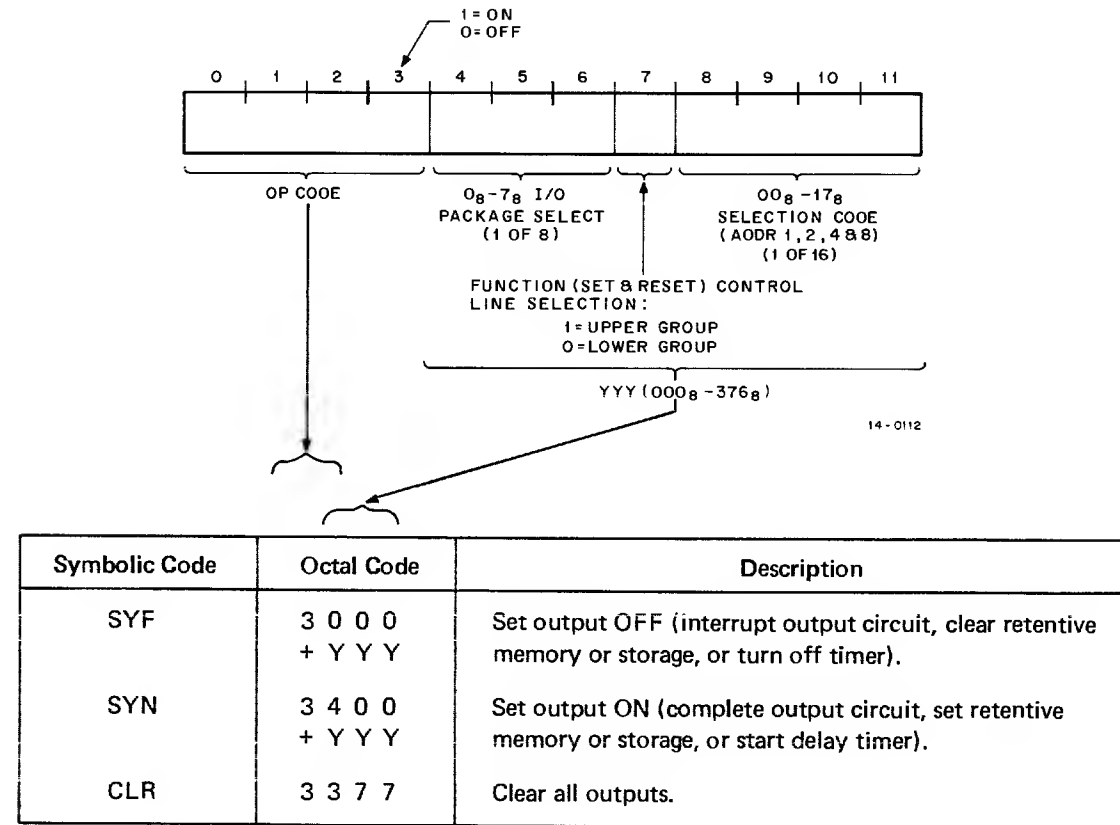 1 = ON
0 = OFF
0 1 2 3 4 5 6 7 8 9 10 11
OP COOE
0₈-7₈ I/O
PACKAGE SELECT
(1 OF 8)
00₈-17₈
SELECTION COOE
(AODR 1, 2, 4 & 8)
(1 OF 16)
FUNCTION (SET & RESET) CONTROL
LINE SELECTION:
1 = UPPER GROUP
0 = LOWER GROUP
YYY (000₈-376₈)
14-0112
Symbolic Code Octal Code Description
SYF 3 0 0 0 Set output OFF (interrupt output circuit, clear retentive
+ Y Y Y memory or storage, or turn off timer).
SYN 3 4 0 0 Set output ON (complete output circuit, set retentive
+ Y Y Y memory or storage, or start delay timer).
CLR 3 3 7 7 Clear all outputs.